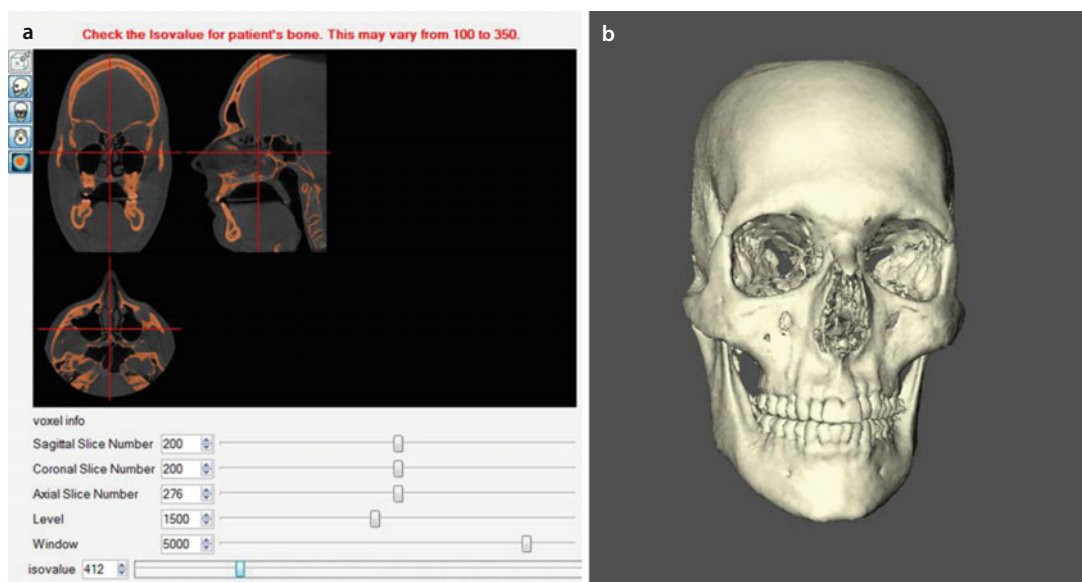 a
Check the Isovalue for patient's bone. This may vary from 100 to 350.
voxel info
Sagittal Slice Number 200
Coronal Slice Number 200
Axial Slice Number 276
Level 1500
Window 5000
isovalue 412
b